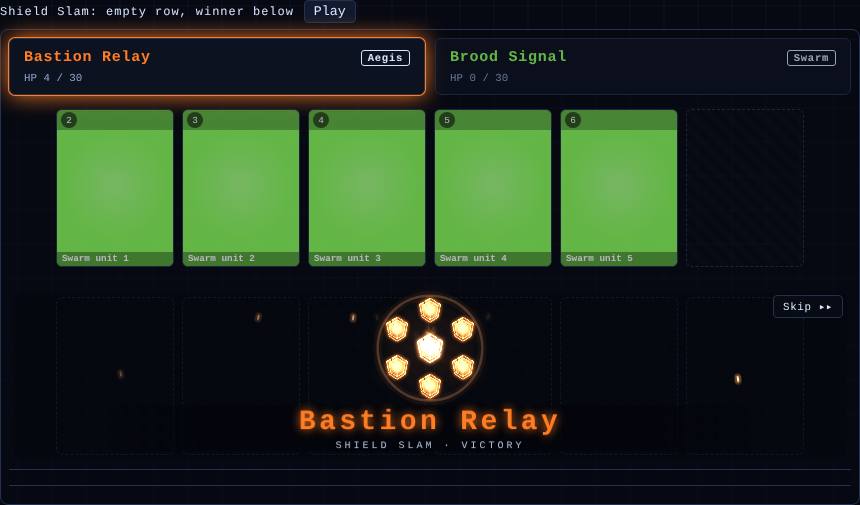 Shield Slam: empty row, winner below Play
Bastion Relay Aegis
HP 4 / 30
Brood Signal Swarm
HP 0 / 30
2 3 4 5 6
Swarm unit 1 Swarm unit 2 Swarm unit 3 Swarm unit 4 Swarm unit 5
Skip ▸▸
Bastion Relay
SHIELD SLAM · VICTORY